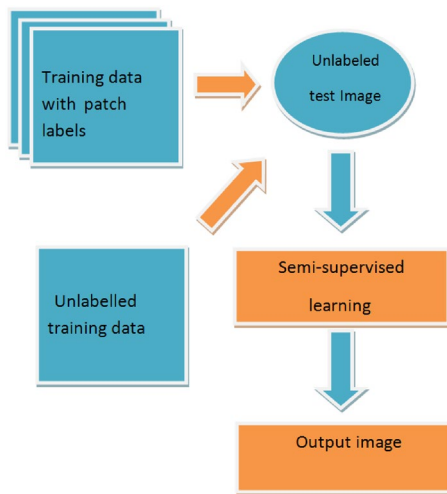 Training data
with patch
labels
Unlabeled
test Image
Unlabelled
training data
Semi-supervised
learning
Output image